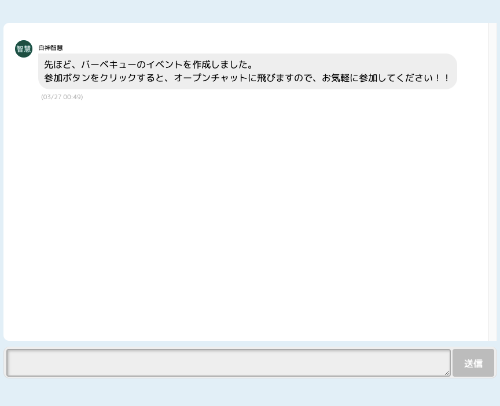 智慧
白神智慧
先ほど、バーベキューのイベントを作成しました。
参加ボタンをクリックすると、オープンチャットに飛びますので、お気軽に参加してください！！
(03/27 00:49)
送信